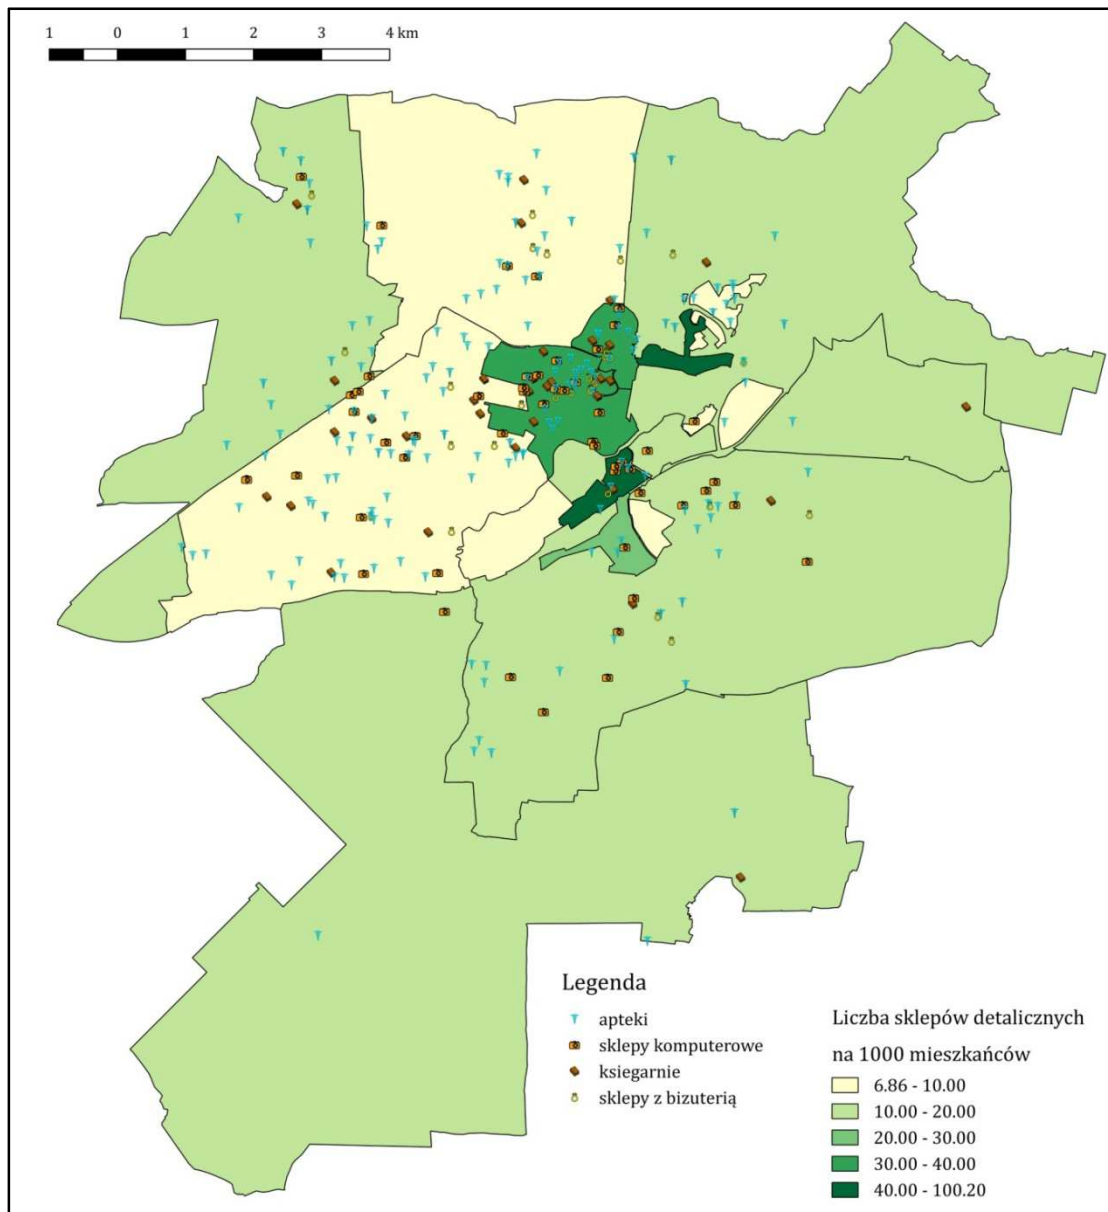 1 0 1 2 3 4 km
Legenda
apteki
sklepy komputerowe
ksiegarnie
sklepy z bizuterią
Liczba sklepów detalicznych
na 1000 mieszkańców
6.86 - 10.00
10.00 - 20.00
20.00 - 30.00
30.00 - 40.00
40.00 - 100.20